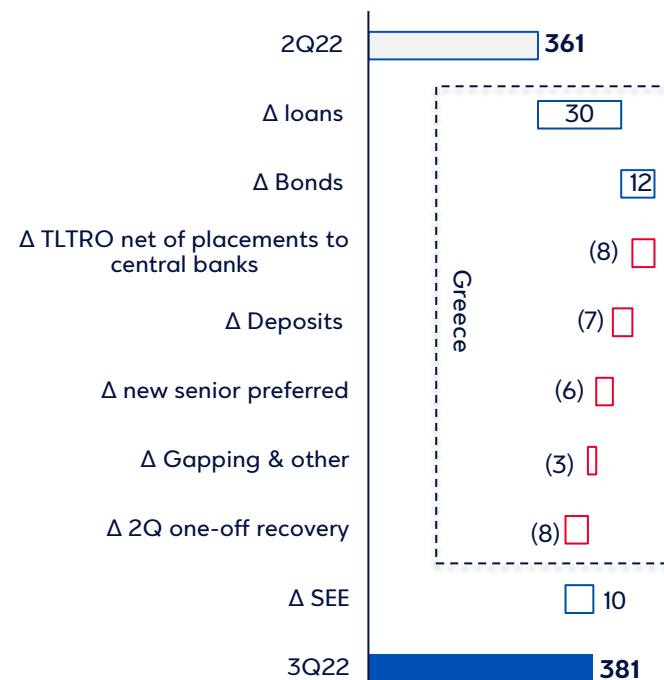 2Q22 361
Δ loans 30
Δ Bonds 12
Δ TLTRO net of placements to
central banks (8)
Δ Deposits (7)
Δ new senior preferred (6)
Δ Gapping & other (3)
Δ 2Q one-off recovery (8)
Greece
Δ SEE 10
3Q22 381